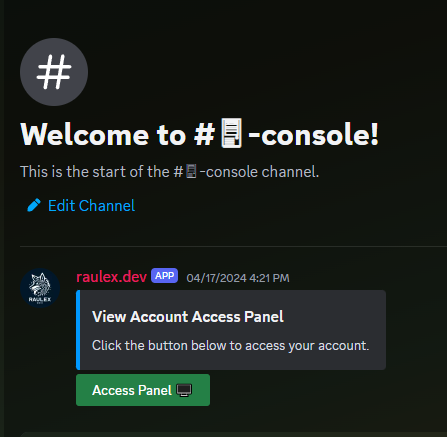 #
Welcome to #🧾-console!
This is the start of the #🧾-console channel.
Edit Channel
raulex.dev APP 04/17/2024 4:21 PM
RAULEX
View Account Access Panel
Click the button below to access your account.
Access Panel 🖥️